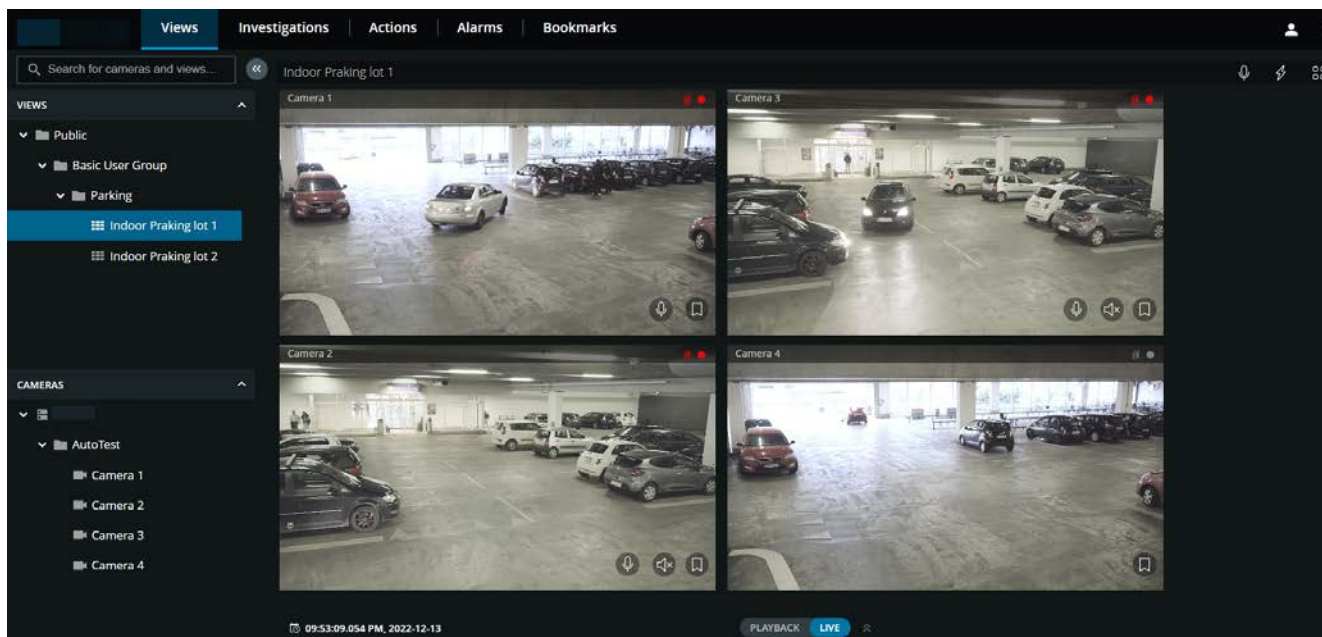 Views Investigations Actions Alarms Bookmarks
Search for cameras and views...
Indoor Praking lot 1
VIEWS
Public
Basic User Group
Parking
Indoor Praking lot 1
Indoor Praking lot 2
CAMERAS
AutoTest
Camera 1
Camera 2
Camera 3
Camera 4
Camera 1
Camera 3
Camera 2
Camera 4
09:53:09.054 PM, 2022-12-13
PLAYBACK LIVE